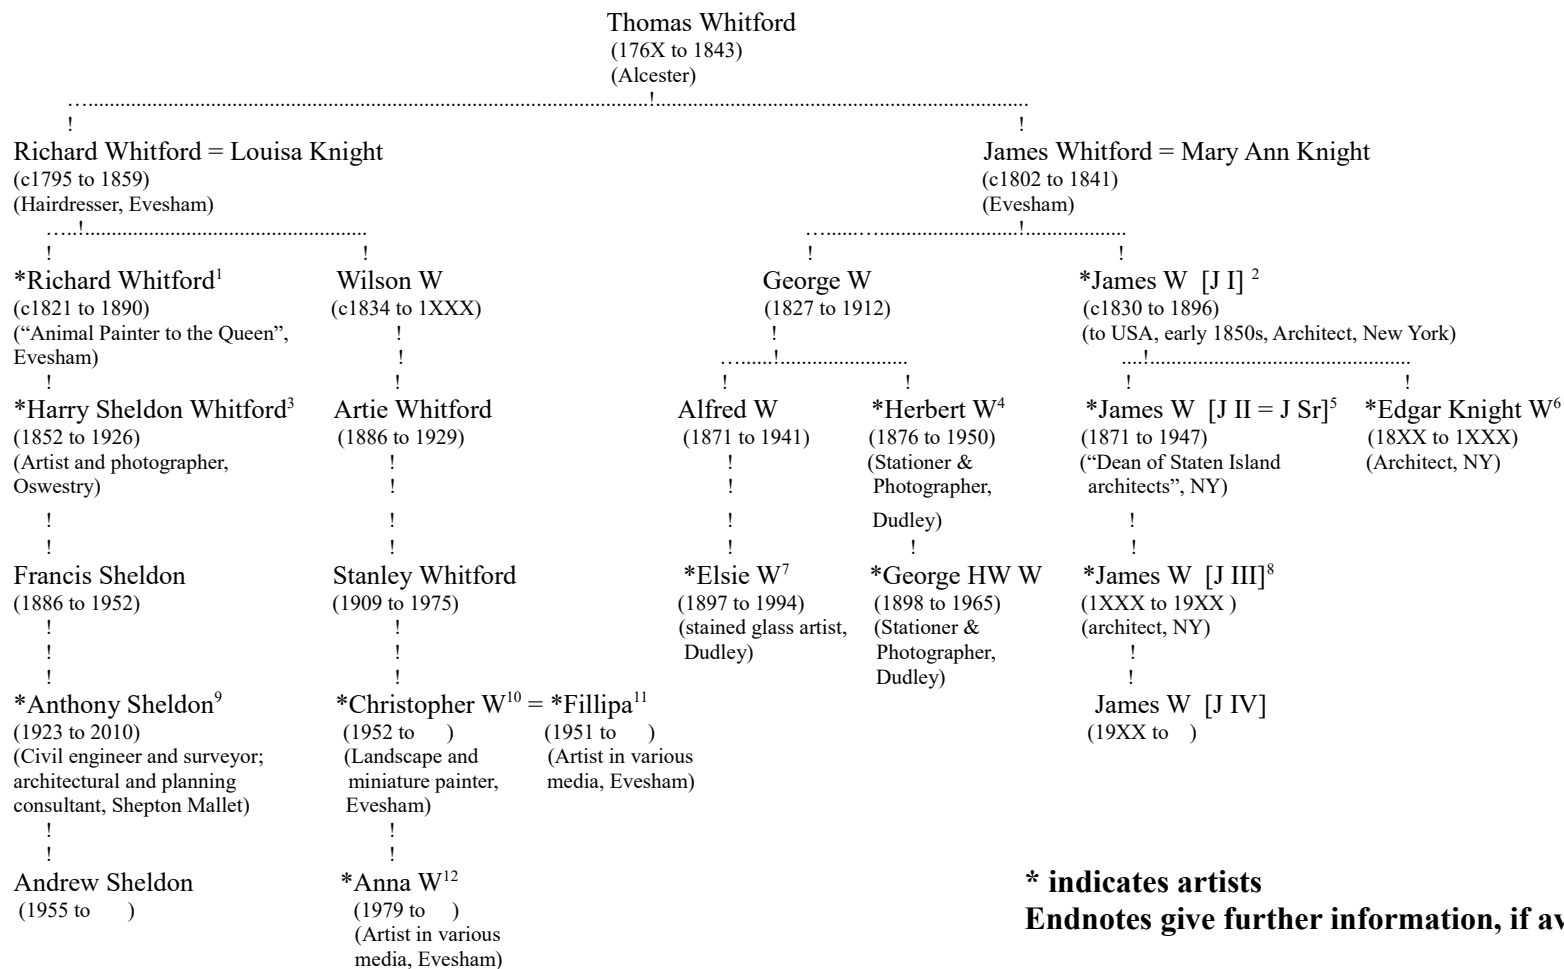 Thomas Whitford
(176X to 1843)
(Alcester)
Richard Whitford = Louisa Knight
(c1795 to 1859)
(Hairdresser, Evesham)
James Whitford = Mary Ann Knight
(c1802 to 1841)
(Evesham)
*Richard Whitford1
(c1821 to 1890)
(“Animal Painter to the Queen”,
Evesham)
Wilson W
(c1834 to 1XXX)
George W
(1827 to 1912)
*James W [J I] 2
(c1830 to 1896)
(to USA, early 1850s, Architect, New York)
*Harry Sheldon Whitford3
(1852 to 1926)
(Artist and photographer,
Oswestry)
Artie Whitford
(1886 to 1929)
Alfred W
(1871 to 1941)
*Herbert W4
(1876 to 1950)
(Stationer &
Photographer,
Dudley)
*James W [J II = J Sr]5
(1871 to 1947)
(“Dean of Staten Island
architects”, NY)
*Edgar Knight W6
(18XX to 1XXX)
(Architect, NY)
Francis Sheldon
(1886 to 1952)
Stanley Whitford
(1909 to 1975)
*Elsie W7
(1897 to 1994)
(stained glass artist,
Dudley)
*George HW W
(1898 to 1965)
(Stationer &
Photographer,
Dudley)
*James W [J III]8
(1XXX to 19XX )
(architect, NY)
*Anthony Sheldon9
(1923 to 2010)
(Civil engineer and surveyor;
architectural and planning
consultant, Shepton Mallet)
*Christopher W10 = *Fillipa11
(1952 to )
(Landscape and
miniature painter,
Evesham)
(1951 to )
(Artist in various
media, Evesham)
James W [J IV]
(19XX to )
Andrew Sheldon
(1955 to )
*Anna W12
(1979 to )
(Artist in various
media, Evesham)
* indicates artists
Endnotes give further information, if